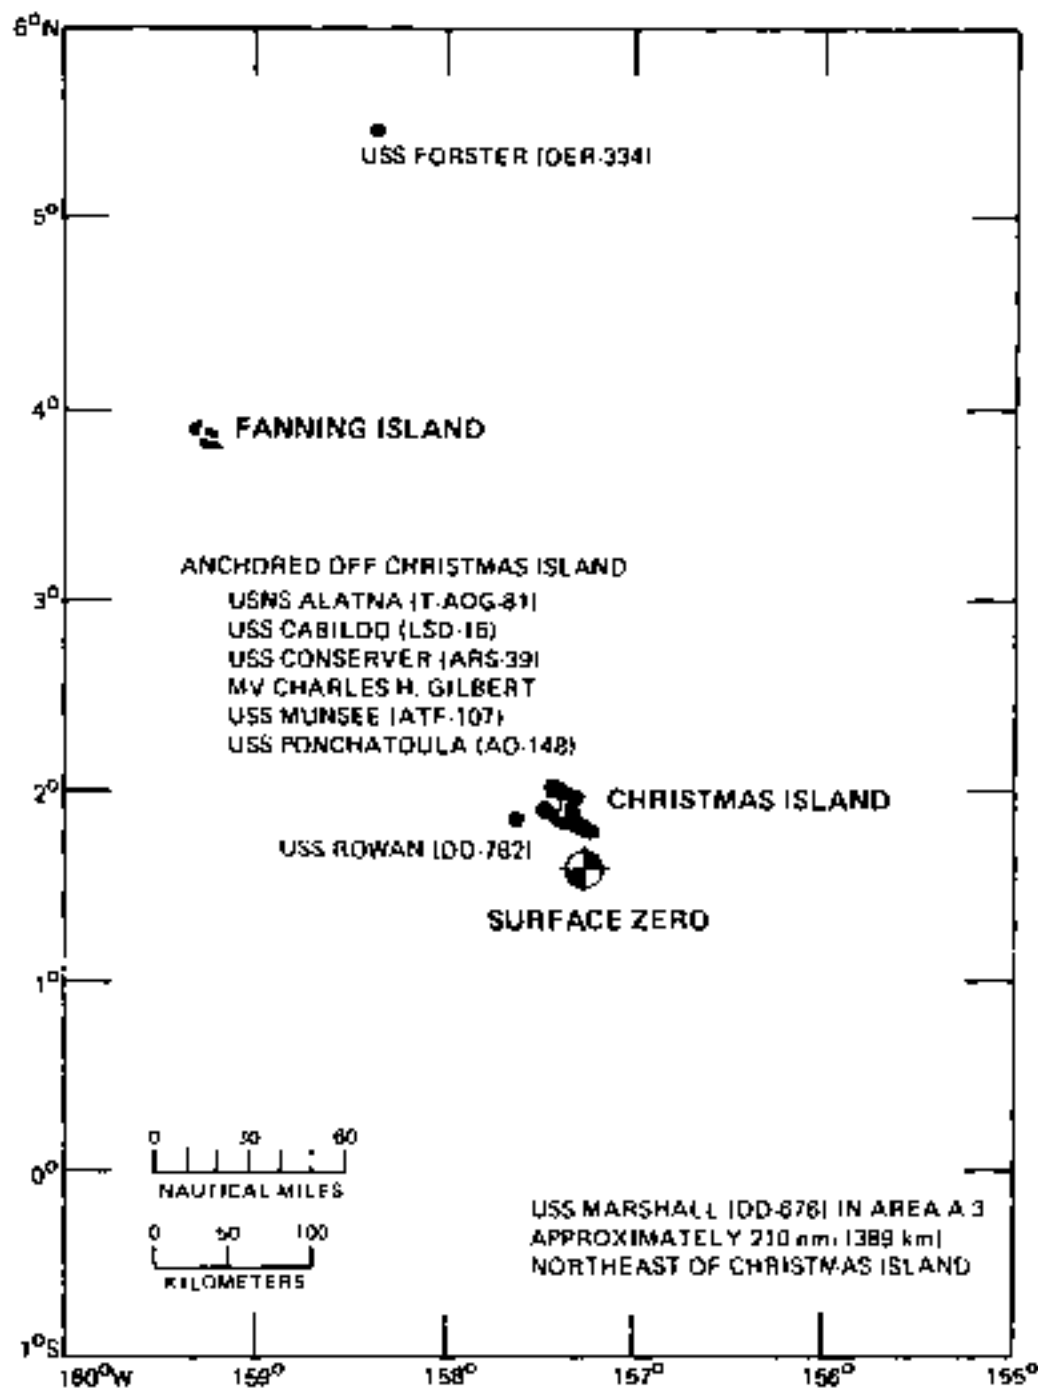 6°N
USS FORSTER (DER-334)
5°
4°
FANNING ISLAND
ANCHORED OFF CHRISTMAS ISLAND
3°
USNS ALATNA (T-AOG-81)
USS CABILDO (LSD-16)
USS CONSERVER (ARS-39)
MV CHARLES H. GILBERT
USS MUNSEE (ATF-107)
USS PONCHATOULA (AO-148)
2°
CHRISTMAS ISLAND
USS ROWAN (DD-782)
SURFACE ZERO
1°
0 30 60
NAUTICAL MILES
0°
0 50 100
KILOMETERS
USS MARSHALL (DD-676) IN AREA A-3
APPROXIMATELY 210 nmi (389 km)
NORTHEAST OF CHRISTMAS ISLAND
1°S
160°W 159° 158° 157° 156° 155°